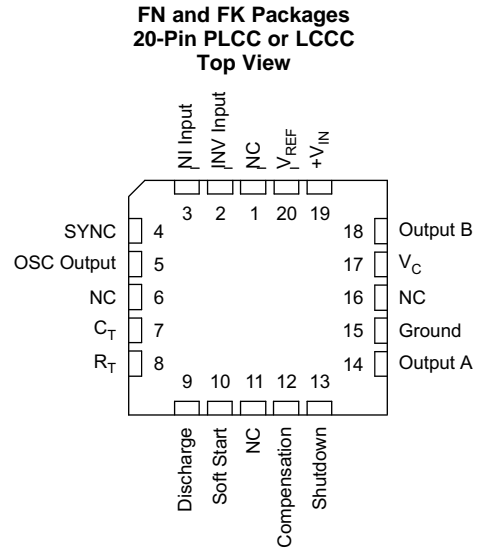 FN and FK Packages
20-Pin PLCC or LCCC
Top View
NI Input
INV Input
NC
VREF
+VIN
3
2
1
20
19
SYNC 4
OSC Output 5
NC 6
CT 7
RT 8
18 Output B
17 VC
16 NC
15 Ground
14 Output A
9
10
11
12
13
Discharge
Soft Start
NC
Compensation
Shutdown